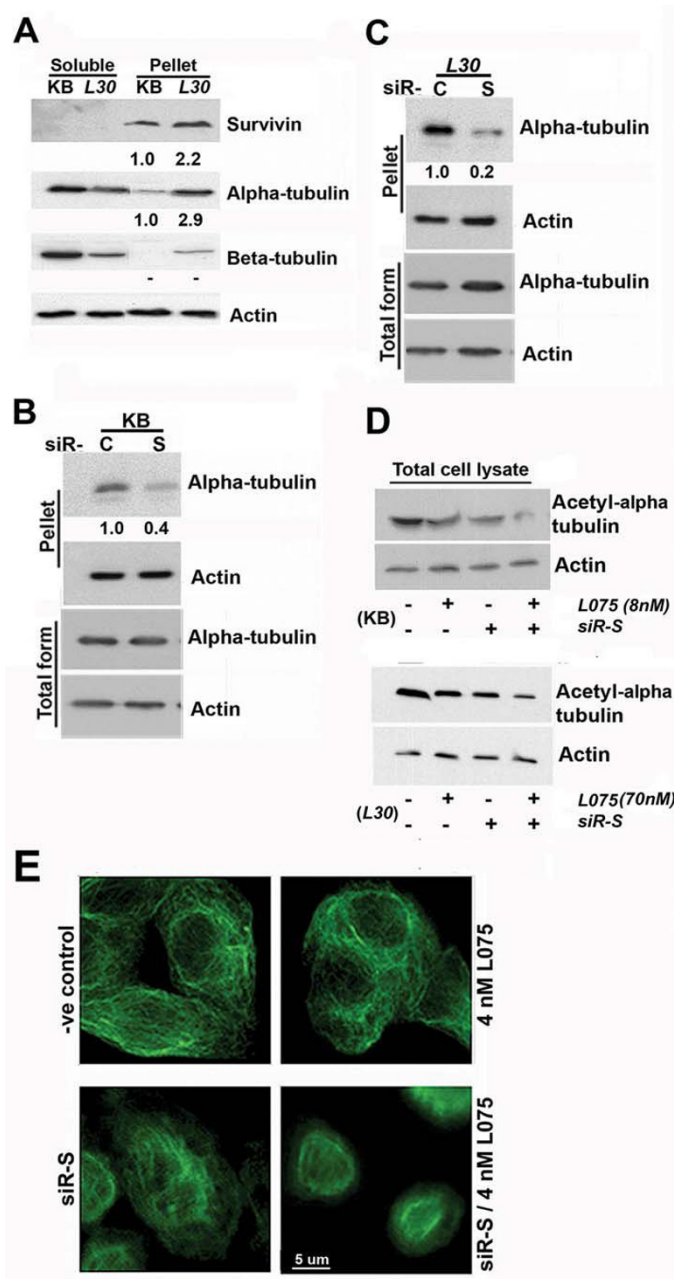 A
Soluble Pellet
KB L30 KB L30
Survivin
1.0 2.2
Alpha-tubulin
1.0 2.9
Beta-tubulin
- -
Actin
B
KB
siR- C S
Pellet
Alpha-tubulin
1.0 0.4
Actin
Total form
Alpha-tubulin
Actin
C
L30
siR- C S
Pellet
Alpha-tubulin
1.0 0.2
Actin
Total form
Alpha-tubulin
Actin
D
Total cell lysate
Acetyl-alpha
tubulin
Actin
(KB)
- + - + L075 (8nM)
- - + + siR-S
Acetyl-alpha
tubulin
Actin
(L30)
- + - + L075(70nM)
- - + + siR-S
E
-ve control
4 nM L075
siR-S
siR-S / 4 nM L075
5 um